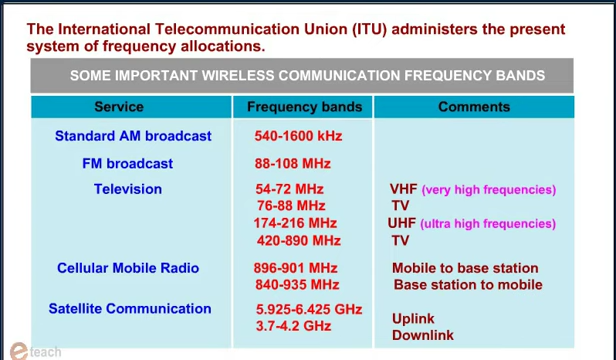 The International Telecommunication Union (ITU) administers the present
system of frequency allocations.
SOME IMPORTANT WIRELESS COMMUNICATION FREQUENCY BANDS
Service Frequency bands Comments
Standard AM broadcast 540-1600 kHz
FM broadcast 88-108 MHz
Television 54-72 MHz VHF (very high frequencies)
76-88 MHz TV
174-216 MHz UHF (ultra high frequencies)
420-890 MHz TV
Cellular Mobile Radio 896-901 MHz Mobile to base station
840-935 MHz Base station to mobile
Satellite Communication 5.925-6.425 GHz Uplink
3.7-4.2 GHz Downlink
eteach